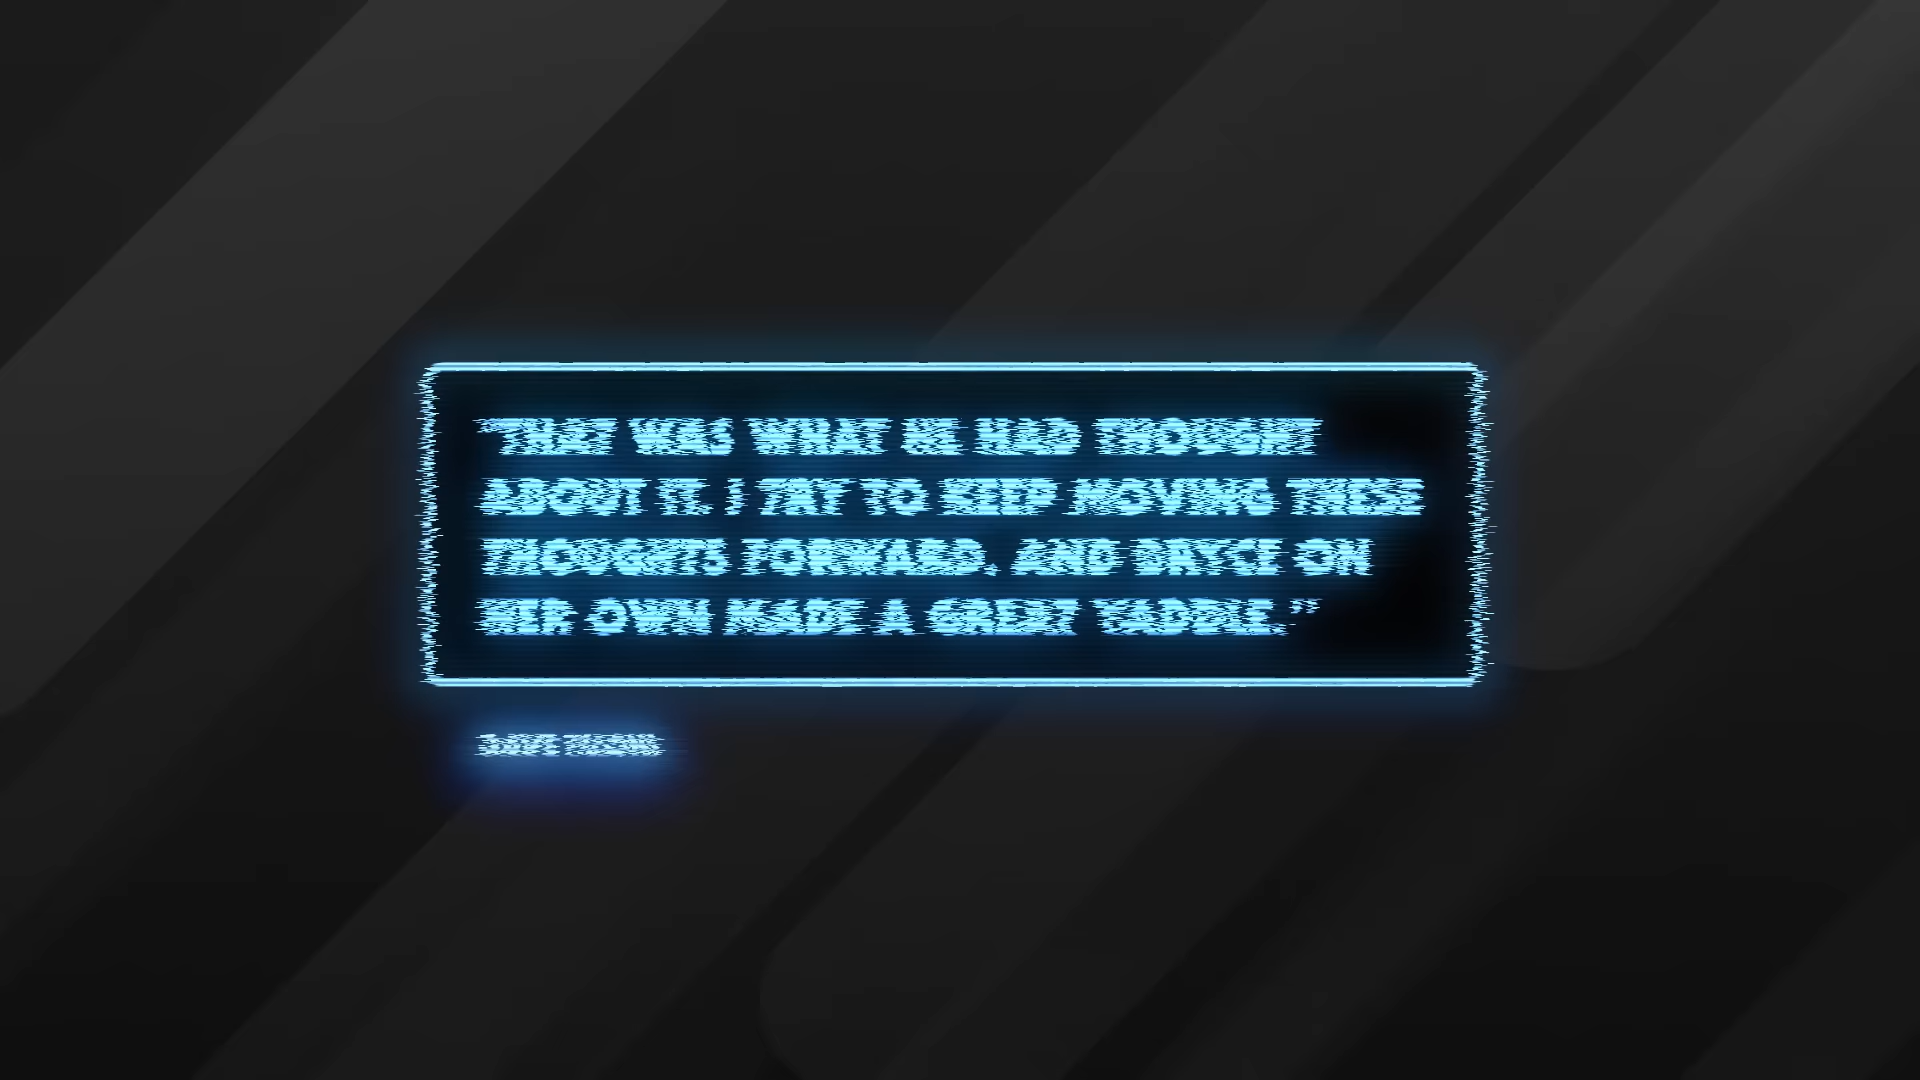 "THAT WAS WHAT HE HAD THOUGHT
ABOUT IT. I TRY TO KEEP MOVING THESE
THOUGHTS FORWARD, AND BRYCE ON
HER OWN MADE A GREAT YADDLE."